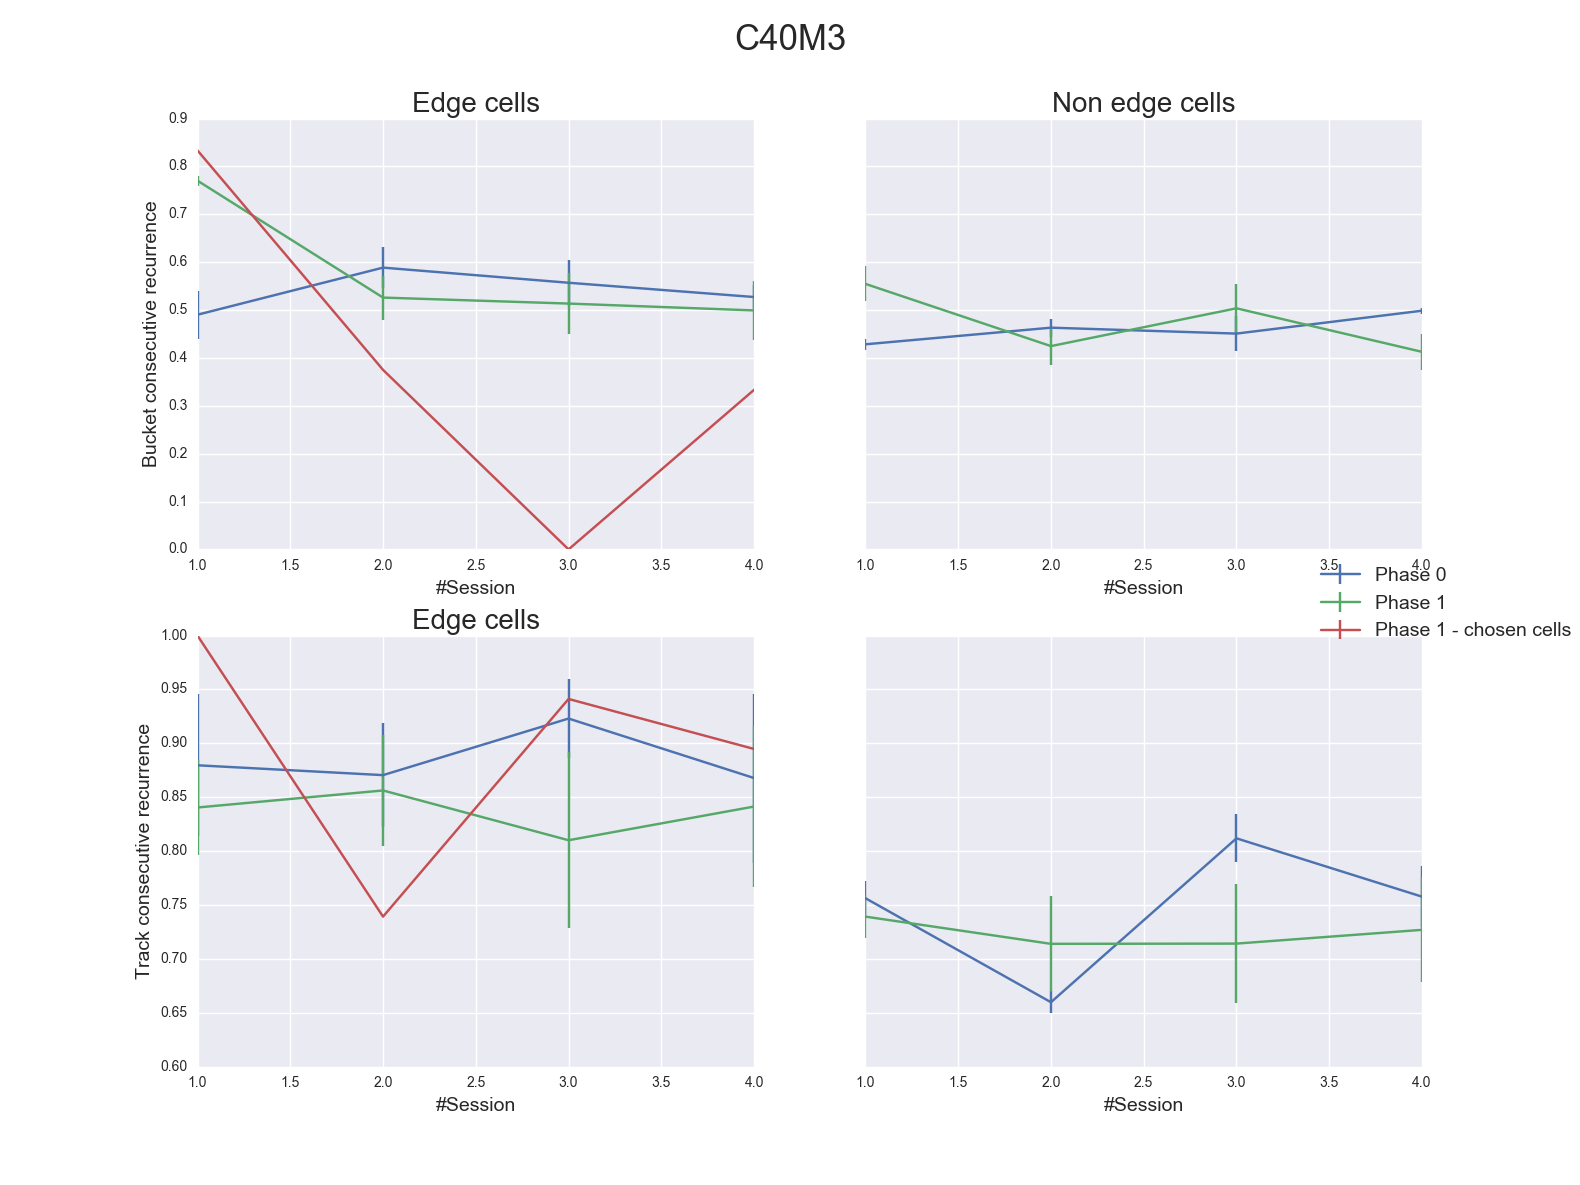 C40M3
Edge cells
Non edge cells
Bucket consecutive recurrence
0.9
0.8
0.7
0.6
0.5
0.4
0.3
0.2
0.1
0.0
1.0 1.5 2.0 2.5 3.0 3.5 4.0
#Session
1.0 1.5 2.0 2.5 3.0 3.5 4.0
#Session
Phase 0
Phase 1
Phase 1 - chosen cells
Edge cells
Track consecutive recurrence
1.00
0.95
0.90
0.85
0.80
0.75
0.70
0.65
0.60
1.0 1.5 2.0 2.5 3.0 3.5 4.0
#Session
1.0 1.5 2.0 2.5 3.0 3.5 4.0
#Session